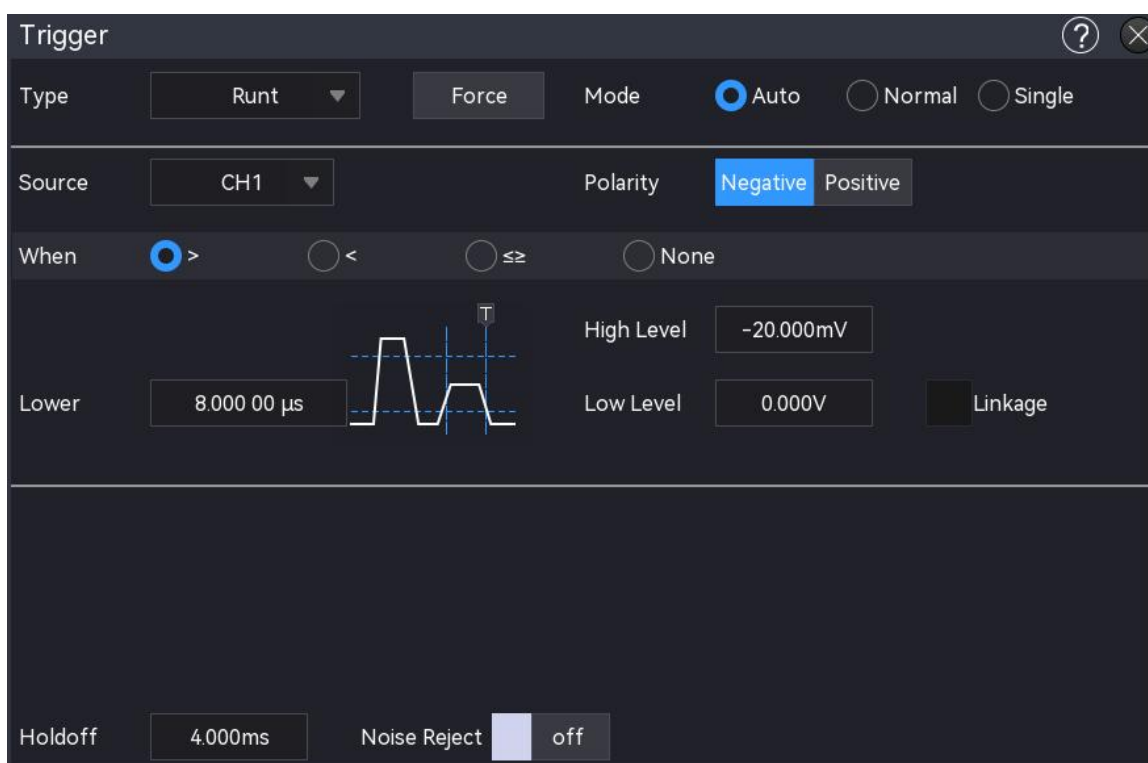 Trigger ?
Type Runt Force Mode Auto Normal Single
Source CH1 Polarity Negative Positive
When > < ≤≥ None
T
High Level -20.000mV
Lower 8.000 00 µs Low Level 0.000V Linkage
Holdoff 4.000ms Noise Reject off